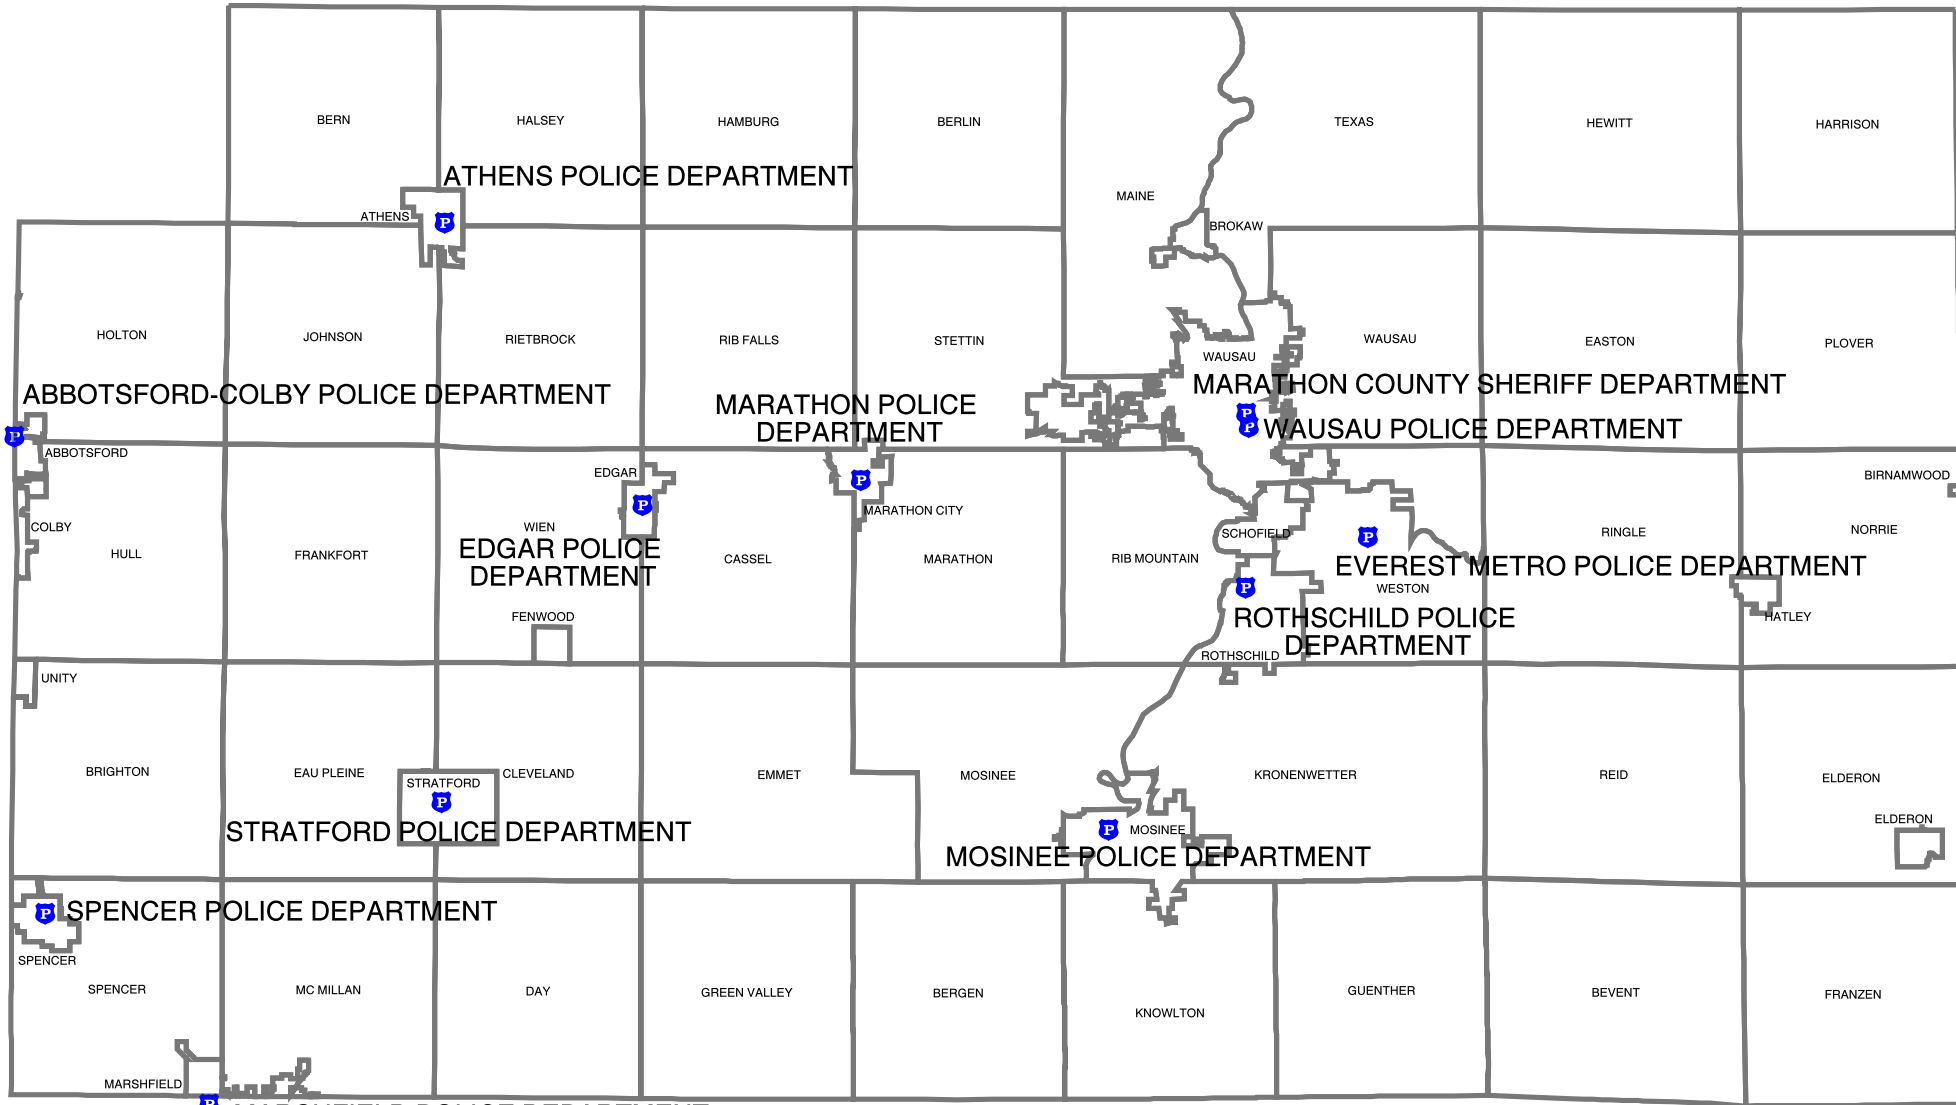 BERN
HALSEY
HAMBURG
BERLIN
TEXAS
HEWITT
HARRISON
ATHENS POLICE DEPARTMENT
MAINE
ATHENS
P
BROKAW
HOLTON
JOHNSON
RIETBROCK
RIB FALLS
STETTIN
WAUSAU
WAUSAU
EASTON
PLOVER
ABBOTSFORD-COLBY POLICE DEPARTMENT
MARATHON POLICE
DEPARTMENT
MARATHON COUNTY SHERIFF DEPARTMENT
P
P
WAUSAU POLICE DEPARTMENT
P
ABBOTSFORD
EDGAR
P
P
MARATHON CITY
BIRNAMWOOD
COLBY
HULL
FRANKFORT
WIEN
EDGAR POLICE
DEPARTMENT
CASSEL
MARATHON
RIB MOUNTAIN
SCHOFIELD
P
RINGLE
NORRIE
EVEREST METRO POLICE DEPARTMENT
WESTON
P
ROTHSCHILD POLICE
DEPARTMENT
HATLEY
FENWOOD
ROTHSCHILD
UNITY
BRIGHTON
EAU PLEINE
STRATFORD
P
CLEVELAND
EMMET
MOSINEE
KRONENWETTER
REID
ELDERON
ELDERON
STRATFORD POLICE DEPARTMENT
P
MOSINEE
MOSINEE POLICE DEPARTMENT
P
SPENCER POLICE DEPARTMENT
SPENCER
SPENCER
MC MILLAN
DAY
GREEN VALLEY
BERGEN
KNOWLTON
GUENTHER
BEVENT
FRANZEN
MARSHFIELD
P